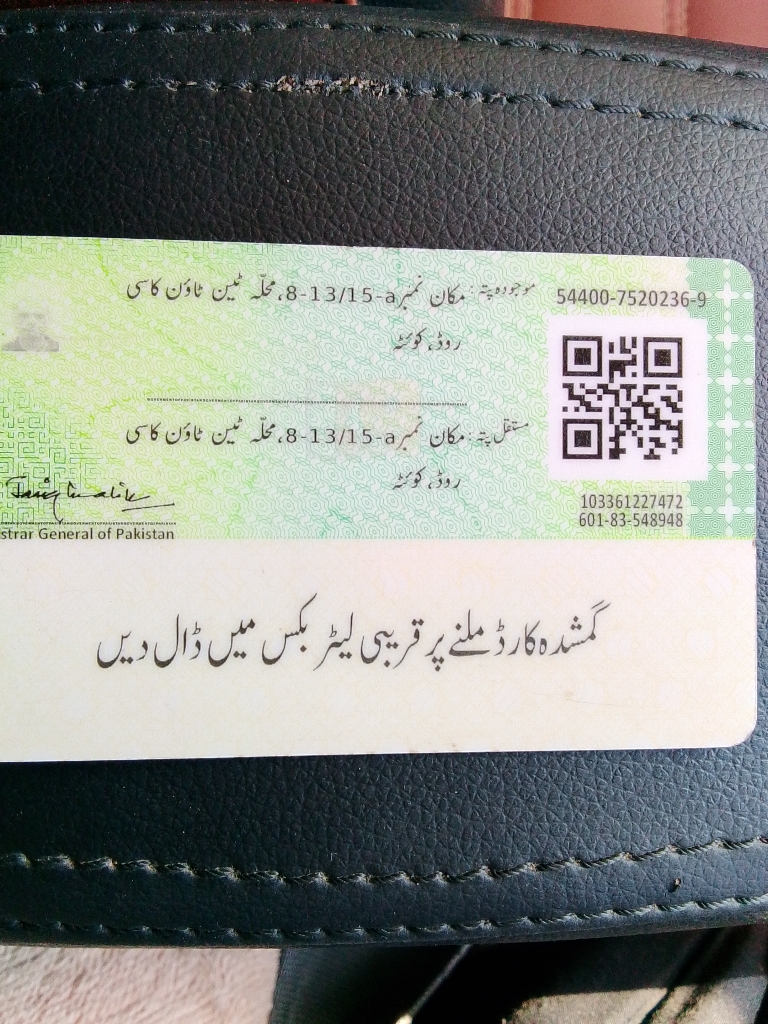 54400-7520236-9
موجودہ پتہ: مکان نمبر 8-13/15-a، محلّہ ٹین ٹاؤن کاسی
روڈ، کوئٹہ
مستقل پتہ: مکان نمبر 8-13/15-a، محلّہ ٹین ٹاؤن کاسی
روڈ، کوئٹہ
103361227472
601-83-548948
strar General of Pakistan
گمشدہ کارڈ ملنے پر قریبی لیٹر بکس میں ڈال دیں